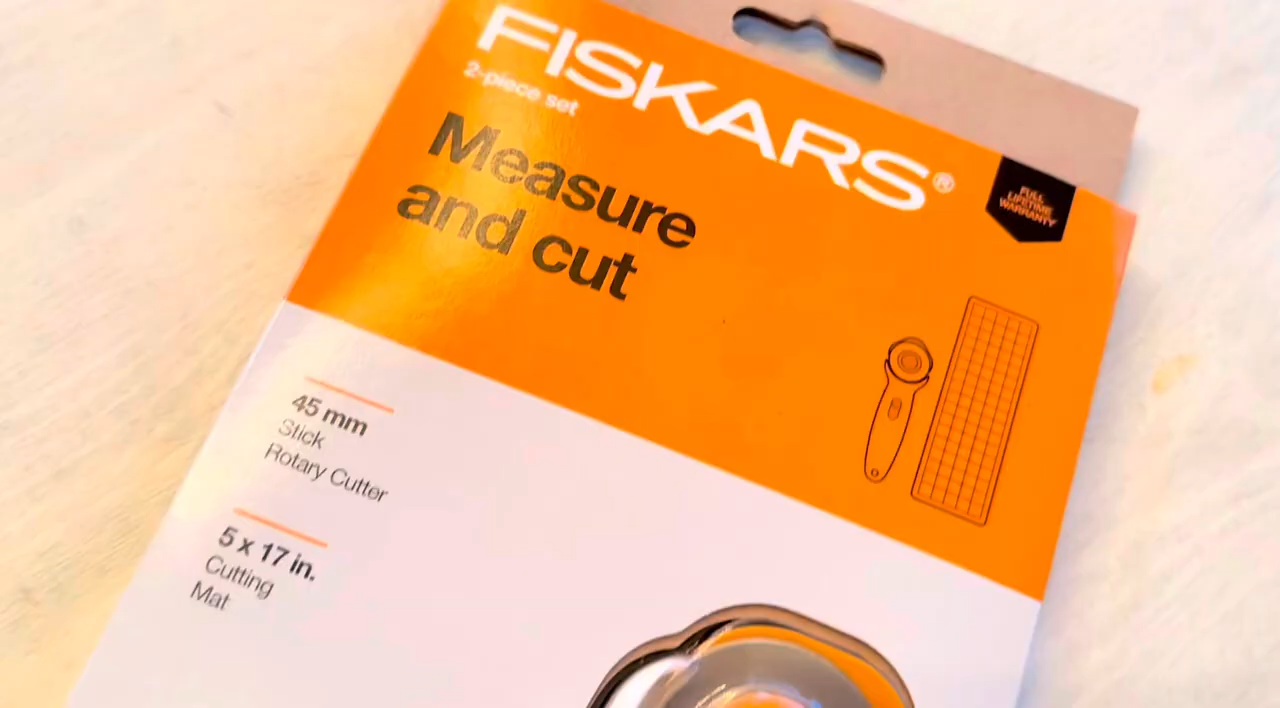 FISKARS®
2-piece set
Measure
and cut
FULL
LIFETIME
WARRANTY
45 mm
Stick
Rotary Cutter
5 x 17 in.
Cutting
Mat